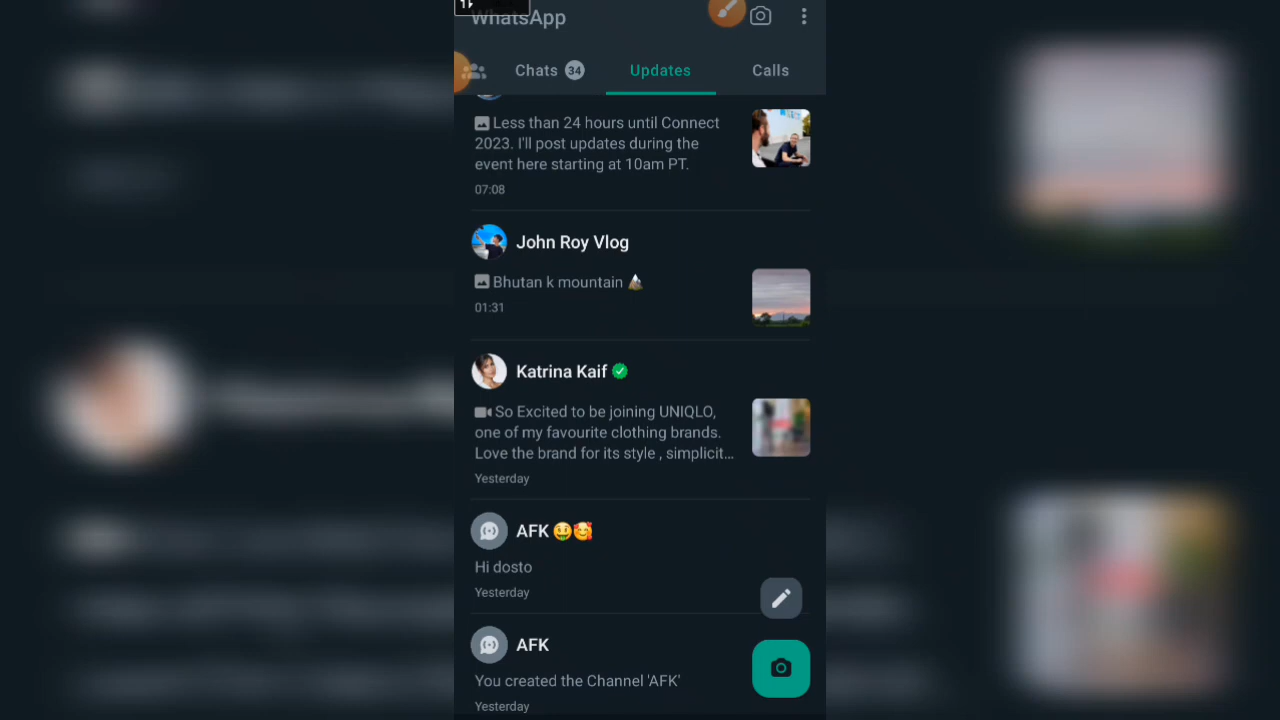 WhatsApp
Chats 34 Updates Calls
Less than 24 hours until Connect
2023. I'll post updates during the
event here starting at 10am PT.
07:08
John Roy Vlog
Bhutan k mountain ⛰️
01:31
Katrina Kaif
So Excited to be joining UNIQLO,
one of my favourite clothing brands.
Love the brand for its style , simplicit...
Yesterday
AFK 🤑🥰
Hi dosto
Yesterday
AFK
You created the Channel 'AFK'
Yesterday